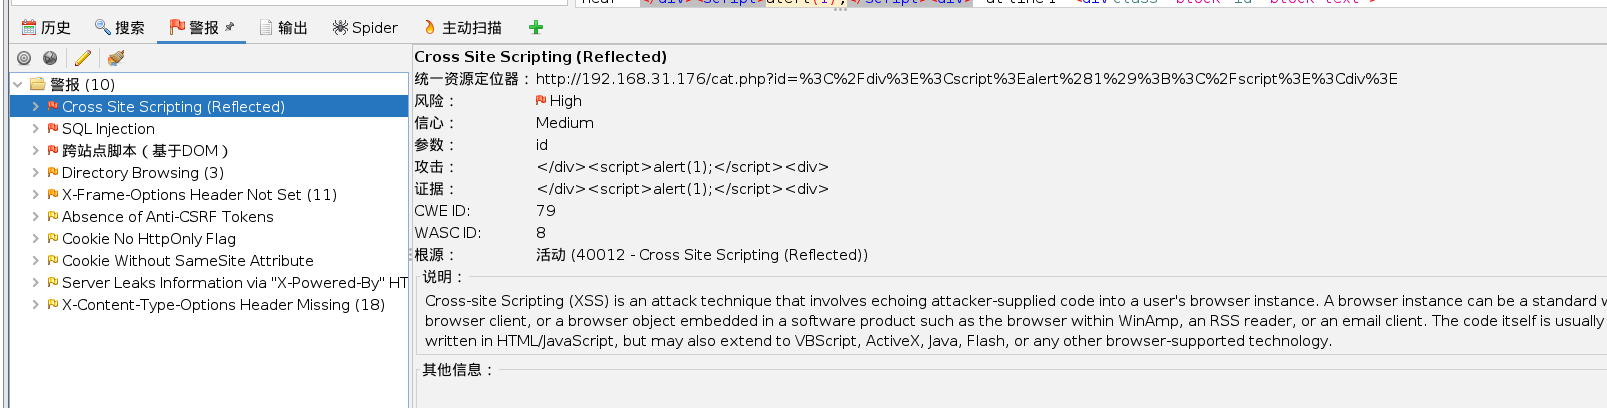 </div><script>alert(1);</script><div>
历史 搜索 警报 输出 Spider 主动扫描
警报 (10)
Cross Site Scripting (Reflected)
SQL Injection
跨站点脚本（基于DOM）
Directory Browsing (3)
X-Frame-Options Header Not Set (11)
Absence of Anti-CSRF Tokens
Cookie No HttpOnly Flag
Cookie Without SameSite Attribute
Server Leaks Information via "X-Powered-By" HT
X-Content-Type-Options Header Missing (18)
Cross Site Scripting (Reflected)
统一资源定位器： http://192.168.31.176/cat.php?id=%3C%2Fdiv%3E%3Cscript%3Ealert%281%29%3B%3C%2Fscript%3E%3Cdiv%3E
风险： High
信心： Medium
参数： id
攻击： </div><script>alert(1);</script><div>
证据： </div><script>alert(1);</script><div>
CWE ID: 79
WASC ID: 8
根源： 活动 (40012 - Cross Site Scripting (Reflected))
说明：
Cross-site Scripting (XSS) is an attack technique that involves echoing attacker-supplied code into a user's browser instance. A browser instance can be a standard w
browser client, or a browser object embedded in a software product such as the browser within WinAmp, an RSS reader, or an email client. The code itself is usually
written in HTML/JavaScript, but may also extend to VBScript, ActiveX, Java, Flash, or any other browser-supported technology.
其他信息：